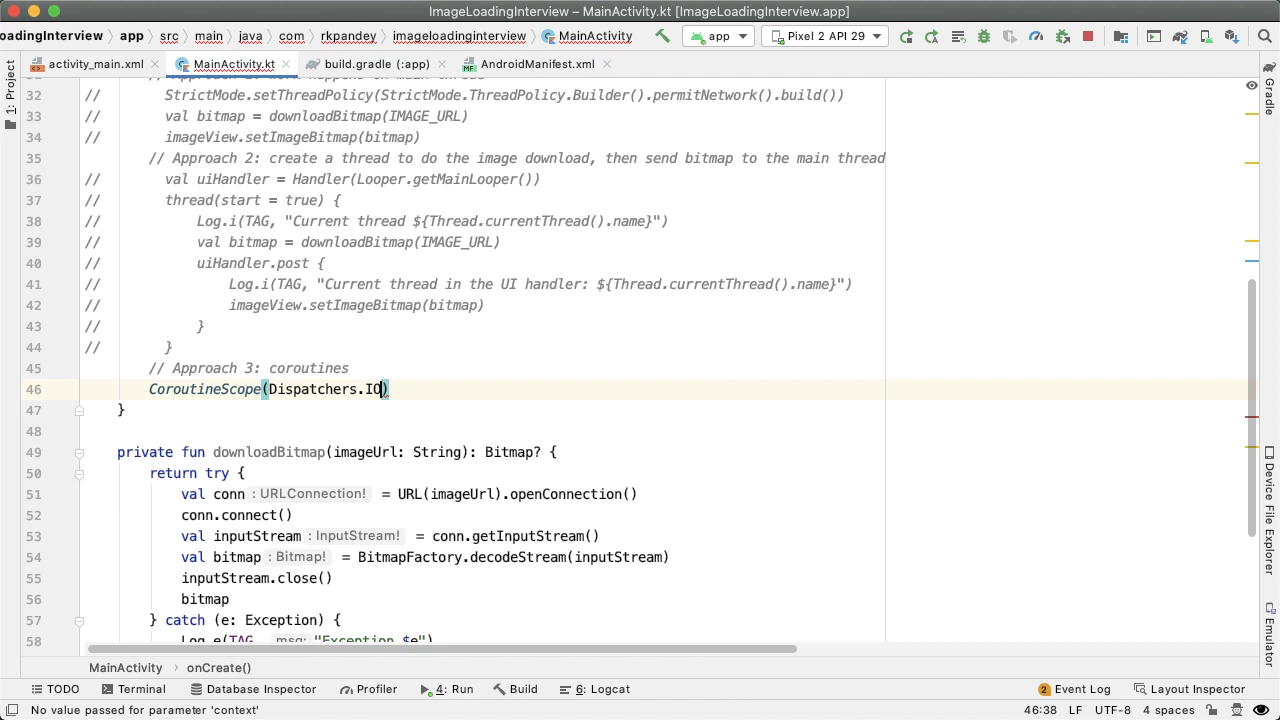 ImageLoadingInterview – MainActivity.kt [ImageLoadingInterview.app]
oadingInterview app src main java com rkpandey imageloadinginterview MainActivity app Pixel 2 API 29
activity_main.xml MainActivity.kt build.gradle (:app) AndroidManifest.xml
32 // StrictMode.setThreadPolicy(StrictMode.ThreadPolicy.Builder().permitNetwork().build())
33 // val bitmap = downloadBitmap(IMAGE_URL)
34 // imageView.setImageBitmap(bitmap)
35 // Approach 2: create a thread to do the image download, then send bitmap to the main thread
36 // val uiHandler = Handler(Looper.getMainLooper())
37 // thread(start = true) {
38 // Log.i(TAG, "Current thread ${Thread.currentThread().name}")
39 // val bitmap = downloadBitmap(IMAGE_URL)
40 // uiHandler.post {
41 // Log.i(TAG, "Current thread in the UI handler: ${Thread.currentThread().name}")
42 // imageView.setImageBitmap(bitmap)
43 // }
44 // }
45 // Approach 3: coroutines
46 CoroutineScope(Dispatchers.IO)
47 }
48
49 private fun downloadBitmap(imageUrl: String): Bitmap? {
50 return try {
51 val conn : URLConnection! = URL(imageUrl).openConnection()
52 conn.connect()
53 val inputStream : InputStream! = conn.getInputStream()
54 val bitmap : Bitmap! = BitmapFactory.decodeStream(inputStream)
55 inputStream.close()
56 bitmap
57 } catch (e: Exception) {
58 Log.e(TAG, msg: "Exception $e")
MainActivity onCreate()
TODO Terminal Database Inspector Profiler 4: Run Build 6: Logcat 2 Event Log Layout Inspector
No value passed for parameter 'context' 46:38 LF UTF-8 4 spaces
1: Project
Gradle
Device File Explorer
Emulator